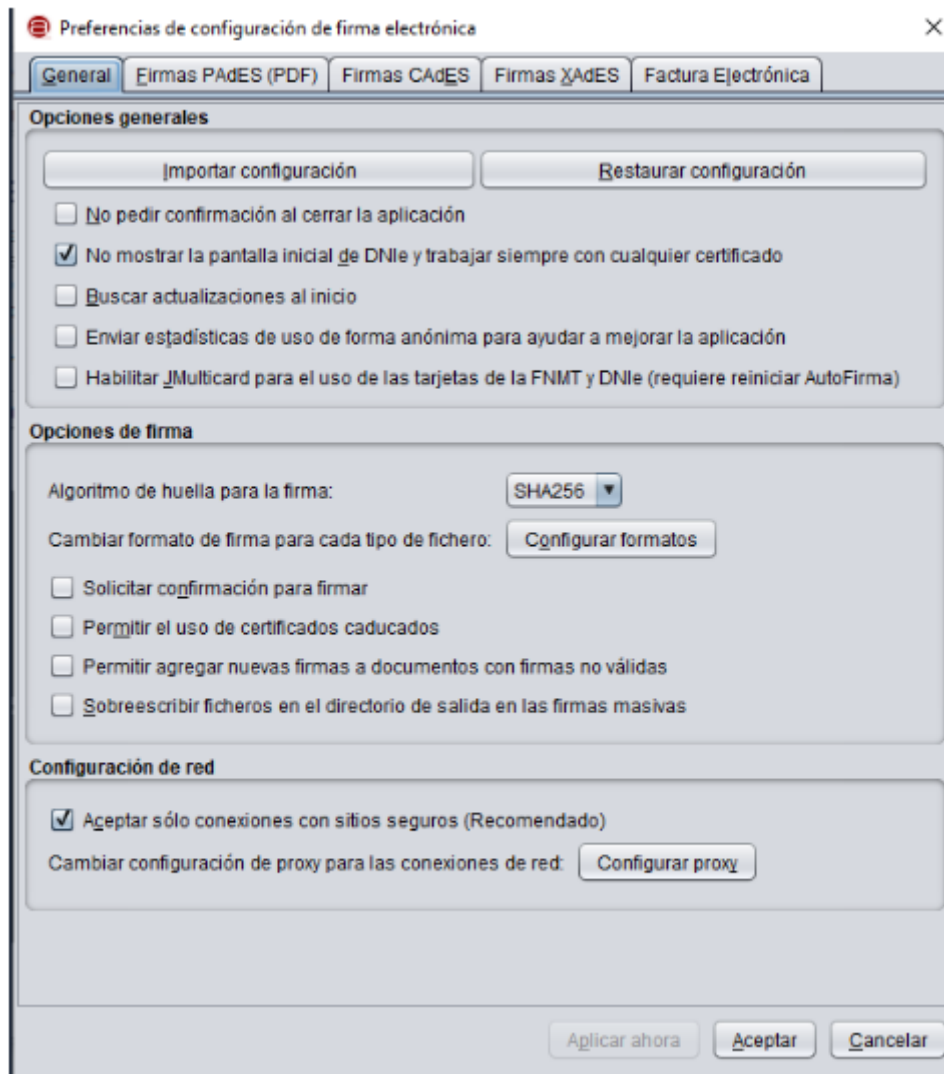 Preferencias de configuración de firma electrónica
General Firmas PAdES (PDF) Firmas CAdES Firmas XAdES Factura Electrónica
Opciones generales
Importar configuración Restaurar configuración
No pedir confirmación al cerrar la aplicación
No mostrar la pantalla inicial de DNIe y trabajar siempre con cualquier certificado
Buscar actualizaciones al inicio
Enviar estadísticas de uso de forma anónima para ayudar a mejorar la aplicación
Habilitar JMulticard para el uso de las tarjetas de la FNMT y DNIe (requiere reiniciar AutoFirma)
Opciones de firma
Algoritmo de huella para la firma: SHA256
Cambiar formato de firma para cada tipo de fichero: Configurar formatos
Solicitar confirmación para firmar
Permitir el uso de certificados caducados
Permitir agregar nuevas firmas a documentos con firmas no válidas
Sobreescribir ficheros en el directorio de salida en las firmas masivas
Configuración de red
Aceptar sólo conexiones con sitios seguros (Recomendado)
Cambiar configuración de proxy para las conexiones de red: Configurar proxy
Aplicar ahora Aceptar Cancelar